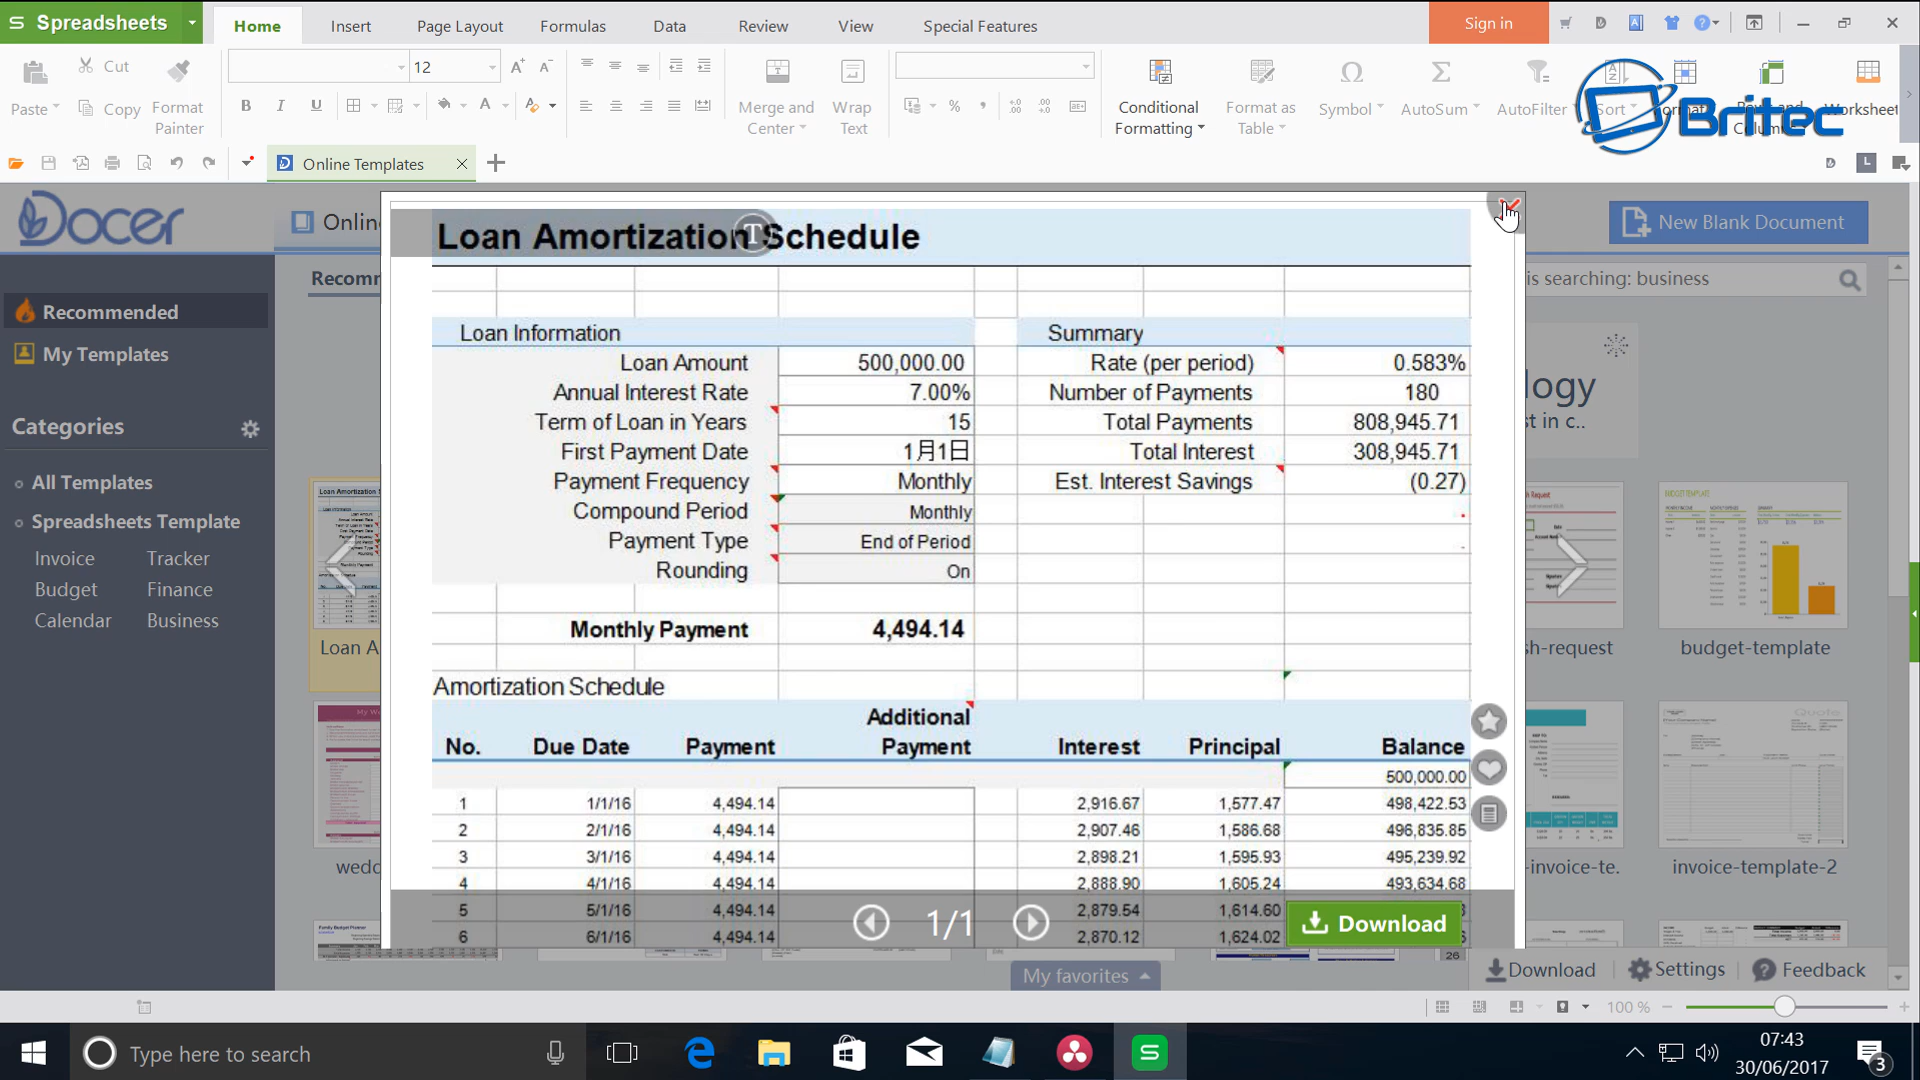 Spreadsheets
Home
Insert
Page Layout
Formulas
Data
Review
View
Special Features
Sign in
Cut
Paste
Copy
Format
Painter
12
B I U A
Merge and
Center
Wrap
Text
Conditional
Formatting
Format as
Table
Symbol
AutoSum
AutoFilter
Sort
Worksheet
Britec
Online Templates
Docer
New Blank Document
Recommended
My Templates
is searching: business
Categories
All Templates
Spreadsheets Template
Invoice Tracker
Budget Finance
Calendar Business
Loan Amortization Schedule
Loan Information Summary
Loan Amount 500,000.00 Rate (per period) 0.583%
Annual Interest Rate 7.00% Number of Payments 180
Term of Loan in Years 15 Total Payments 808,945.71
First Payment Date 1月1日 Total Interest 308,945.71
Payment Frequency Monthly Est. Interest Savings (0.27)
Compound Period Monthly
Payment Type End of Period
Rounding On
Monthly Payment 4,494.14
Amortization Schedule
Additional
No. Due Date Payment Payment Interest Principal Balance
500,000.00
1 1/1/16 4,494.14 2,916.67 1,577.47 498,422.53
2 2/1/16 4,494.14 2,907.46 1,586.68 496,835.85
3 3/1/16 4,494.14 2,898.21 1,595.93 495,239.92
4 4/1/16 4,494.14 2,888.90 1,605.24 493,634.68
5 5/1/16 4,494.14 2,879.54 1,614.60
6 6/1/16 4,494.14 2,870.12 1,624.02
1/1
Download
Loan A
budget-template
invoice-template-2
My favorites
26
Download
Settings
Feedback
100 %
Type here to search
07:43
30/06/2017
3